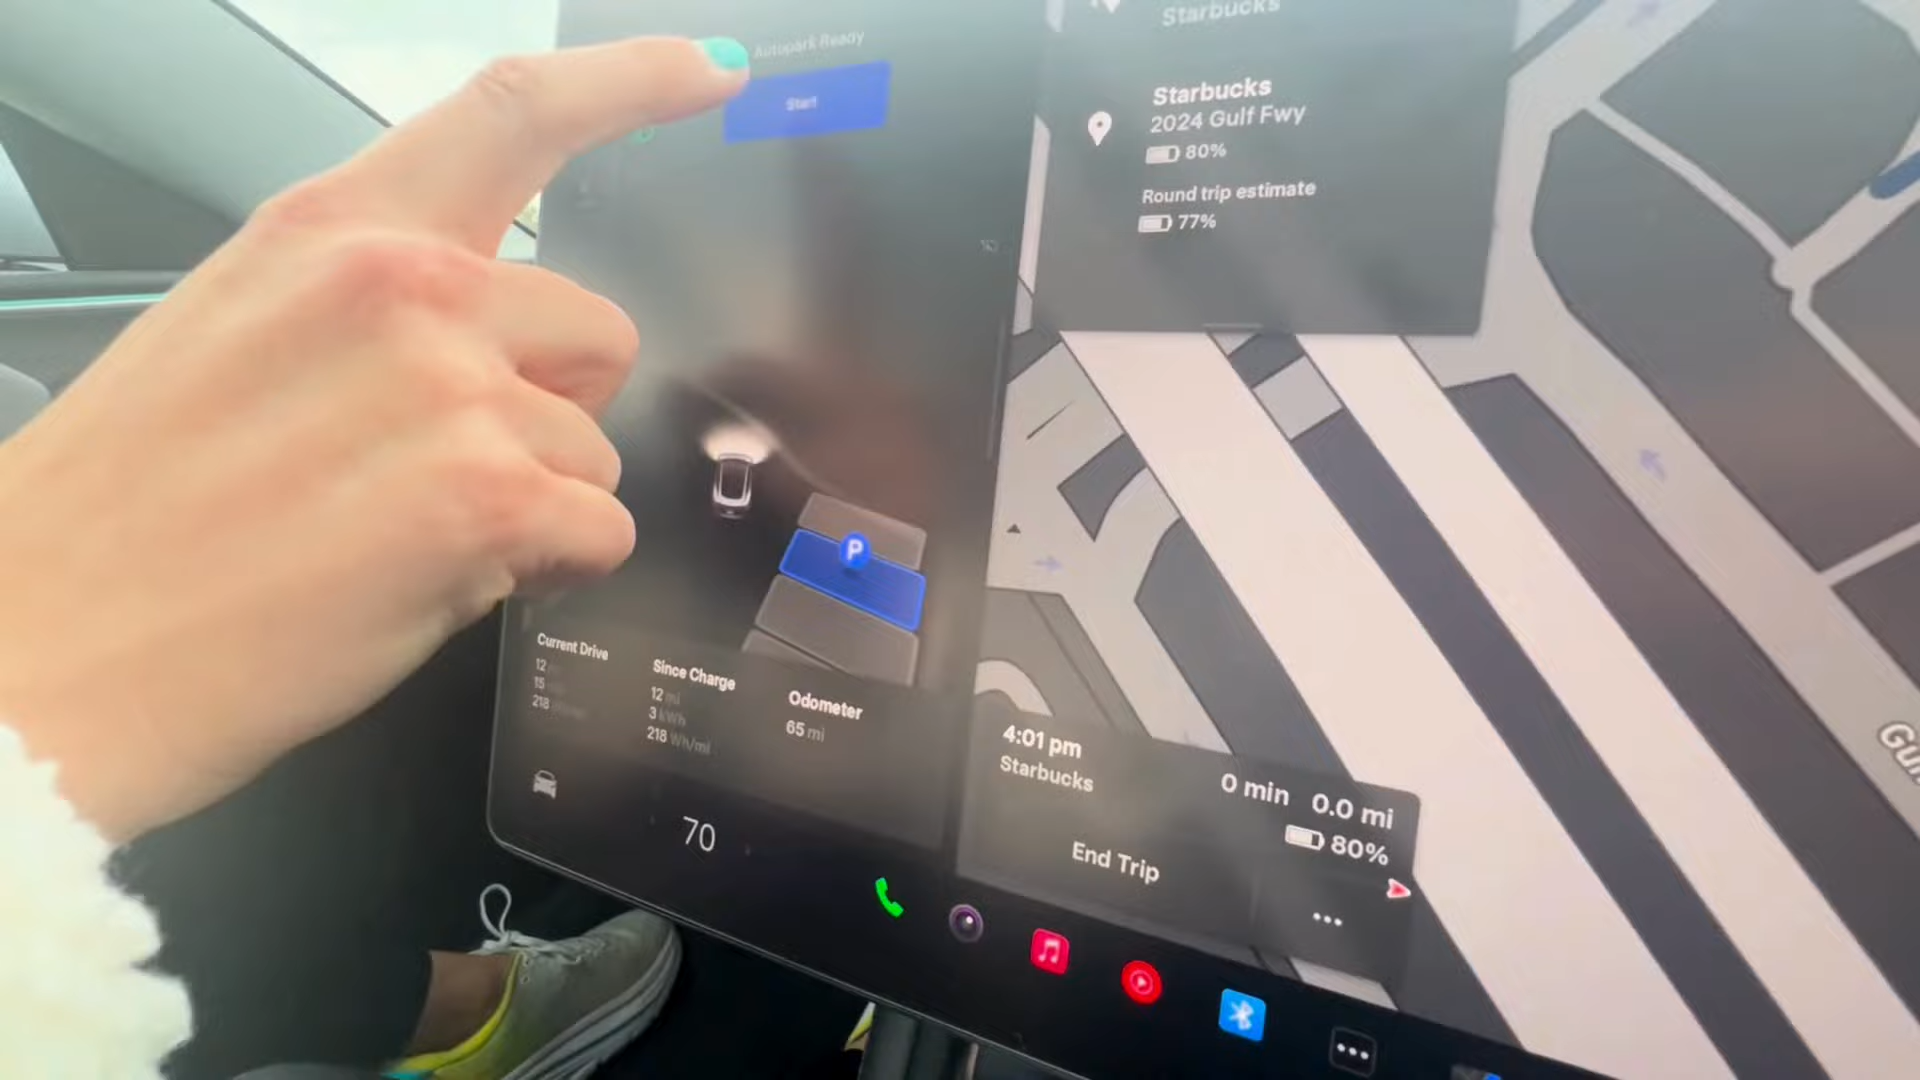 Autopark Ready
Start
Starbucks
Starbucks
2024 Gulf Fwy
80%
Round trip estimate
77%
P
Current Drive
12
15
218
Since Charge
12 mi
3 kWh
218 Wh/mi
Odometer
65 mi
4:01 pm
Starbucks
0 min 0.0 mi
80%
End Trip
70